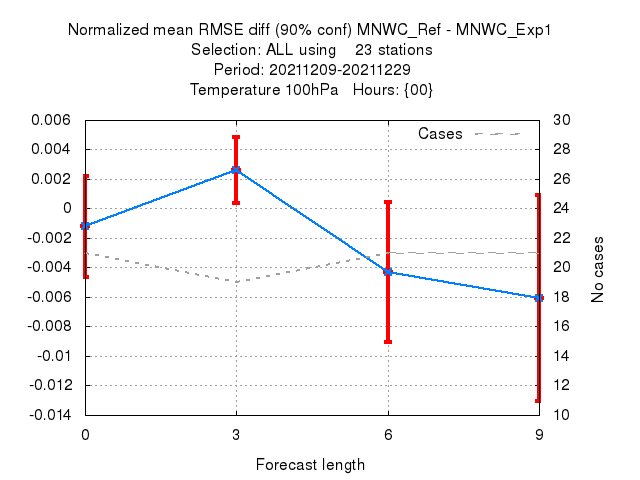 Normalized mean RMSE diff (90% conf) MNWC_Ref - MNWC_Exp1
Selection: ALL using    23 stations
Period: 20211209-20211229
Temperature 100hPa   Hours: {00}
Cases
0.006
0.004
0.002
0
-0.002
-0.004
-0.006
-0.008
-0.01
-0.012
-0.014
30
28
26
24
22
20
18
16
14
12
10
No cases
0 3 6 9
Forecast length